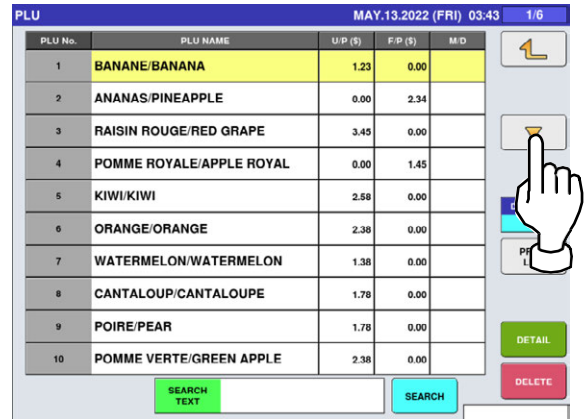 PLU MAY.13.2022 (FRI) 03:43 1/6
PLU No. PLU NAME U/P ($) F/P ($) M/D
1 BANANE/BANANA 1.23 0.00
2 ANANAS/PINEAPPLE 0.00 2.34
3 RAISIN ROUGE/RED GRAPE 3.45 0.00
4 POMME ROYALE/APPLE ROYAL 0.00 1.45
5 KIWI/KIWI 2.58 0.00
6 ORANGE/ORANGE 2.38 0.00
7 WATERMELON/WATERMELON 1.38 0.00
8 CANTALOUP/CANTALOUPE 1.78 0.00
9 POIRE/PEAR 1.78 0.00
10 POMME VERTE/GREEN APPLE 2.38 0.00
DETAIL
DELETE
SEARCH
TEXT
SEARCH